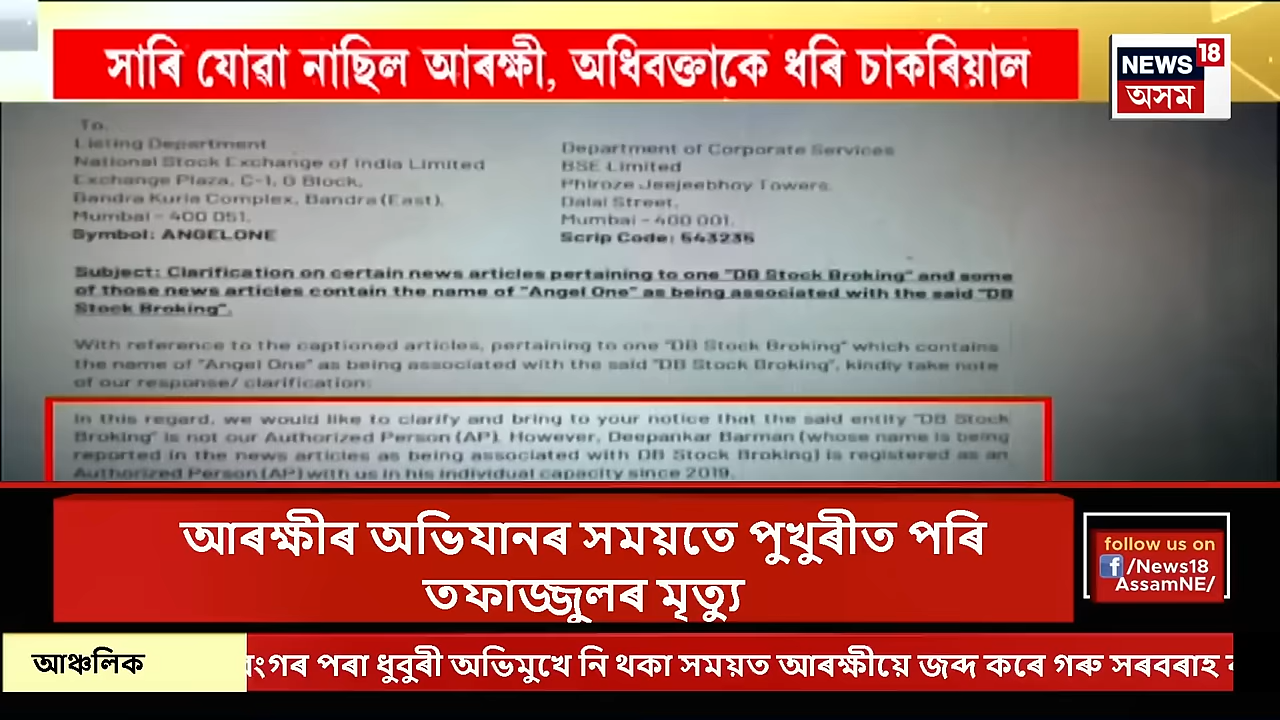 সাৰি যোৱা নাছিল আৰক্ষী, অধিবক্তাকে ধৰি চাকৰিয়াল
NEWS 18
অসম
To,
Listing Department
National Stock Exchange of India Limited
Exchange Plaza, C-1, G Block,
Bandra Kurla Complex, Bandra (East),
Mumbai - 400 051.
Symbol: ANGELONE
Department of Corporate Services
BSE Limited
Phiroze Jeejeebhoy Towers,
Dalal Street,
Mumbai - 400 001.
Scrip Code: 543235
Subject: Clarification on certain news articles pertaining to one "DB Stock Broking" and some
of those news articles contain the name of "Angel One" as being associated with the said "DB
Stock Broking".
With reference to the captioned articles, pertaining to one "DB Stock Broking" which contains
the name of "Angel One" as being associated with the said "DB Stock Broking", kindly take note
of our response/ clarification:
In this regard, we would like to clarify and bring to your notice that the said entity "DB Stock
Broking" is not our Authorized Person (AP). However, Deepankar Barman (whose name is being
reported in the news articles as being associated with DB Stock Broking) is registered as an
Authorized Person (AP) with us in his individual capacity since 2019.
আৰক্ষীৰ অভিযানৰ সময়তে পুখুৰীত পৰি
তফাজ্জুলৰ মৃত্যু
follow us on
/News18
AssamNE/
আঞ্চলিক
পৰা ধুবুৰী অভিমুখে নি থকা সময়ত আৰক্ষীয়ে জব্দ কৰে গৰু সৰবৰাহ